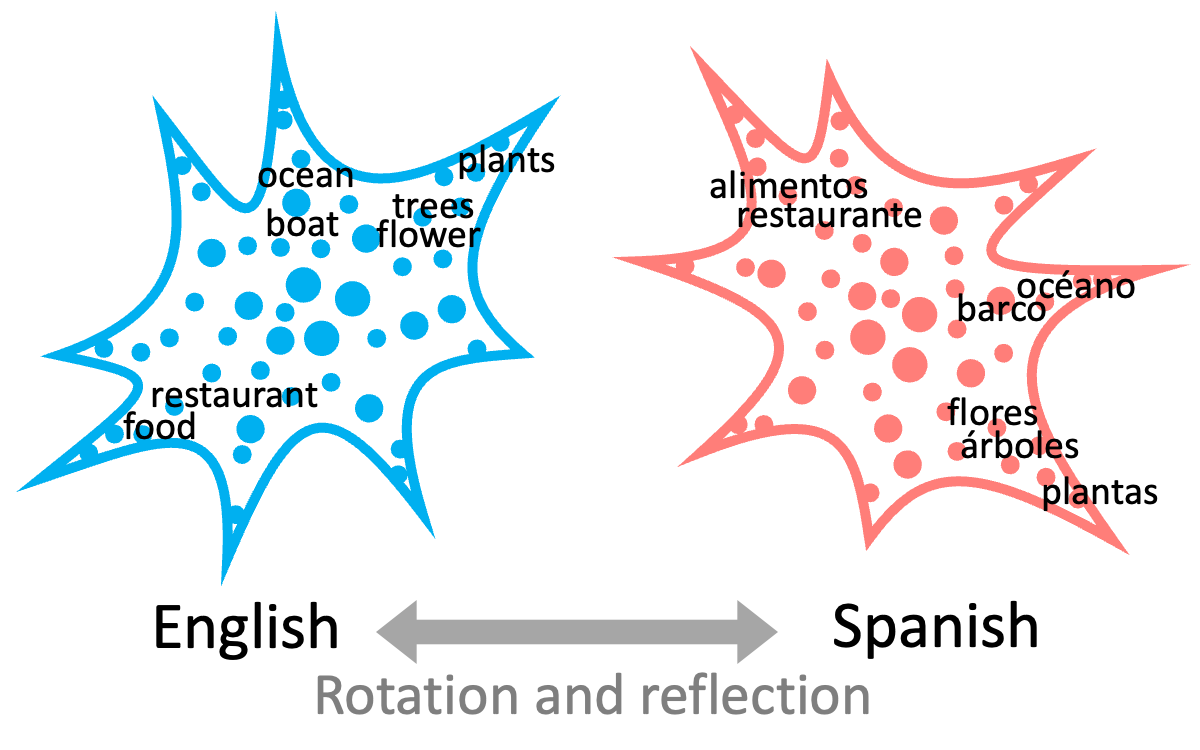 ocean
boat
plants
trees
flower
restaurant
food
alimentos
restaurante
océano
barco
flores
árboles
plantas
English
Spanish
Rotation and reflection